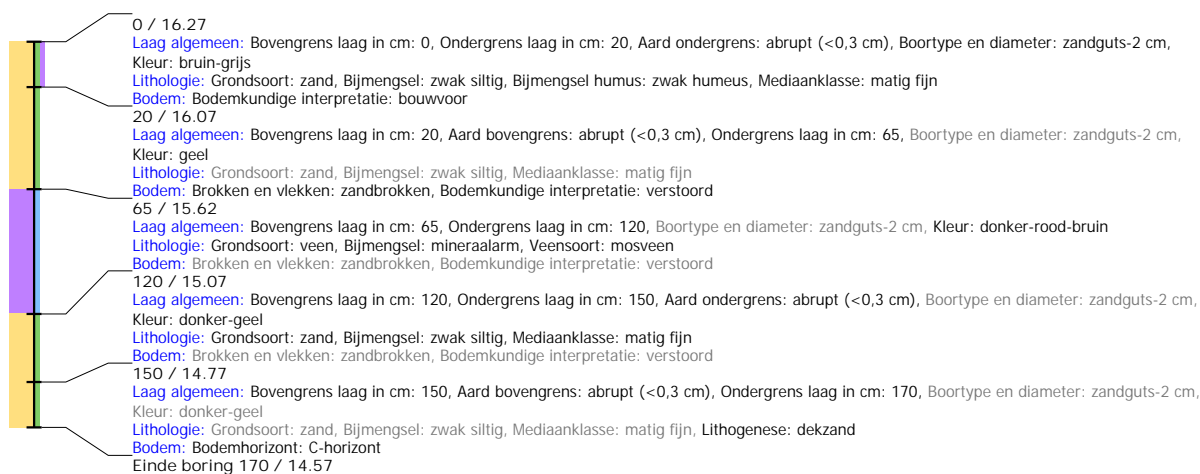 0 / 16.27
Laag algemeen: Bovengrens laag in cm: 0, Ondergrens laag in cm: 20, Aard ondergrens: abrupt (<0,3 cm), Boortype en diameter: zandguts-2 cm,
Kleur: bruin-grijs
Lithologie: Grondsoort: zand, Bijmengsel: zwak siltig, Bijmengsel humus: zwak humeus, Mediaanklasse: matig fijn
Bodem: Bodemkundige interpretatie: bouwvoor
20 / 16.07
Laag algemeen: Bovengrens laag in cm: 20, Aard bovengrens: abrupt (<0,3 cm), Ondergrens laag in cm: 65, Boortype en diameter: zandguts-2 cm,
Kleur: geel
Lithologie: Grondsoort: zand, Bijmengsel: zwak siltig, Mediaanklasse: matig fijn
Bodem: Brokken en vlekken: zandbrokken, Bodemkundige interpretatie: verstoord
65 / 15.62
Laag algemeen: Bovengrens laag in cm: 65, Ondergrens laag in cm: 120, Boortype en diameter: zandguts-2 cm, Kleur: donker-rood-bruin
Lithologie: Grondsoort: veen, Bijmengsel: mineraalarm, Veensoort: mosveen
Bodem: Brokken en vlekken: zandbrokken, Bodemkundige interpretatie: verstoord
120 / 15.07
Laag algemeen: Bovengrens laag in cm: 120, Ondergrens laag in cm: 150, Aard ondergrens: abrupt (<0,3 cm), Boortype en diameter: zandguts-2 cm,
Kleur: donker-geel
Lithologie: Grondsoort: zand, Bijmengsel: zwak siltig, Mediaanklasse: matig fijn
Bodem: Brokken en vlekken: zandbrokken, Bodemkundige interpretatie: verstoord
150 / 14.77
Laag algemeen: Bovengrens laag in cm: 150, Aard bovengrens: abrupt (<0,3 cm), Ondergrens laag in cm: 170, Boortype en diameter: zandguts-2 cm,
Kleur: donker-geel
Lithologie: Grondsoort: zand, Bijmengsel: zwak siltig, Mediaanklasse: matig fijn, Lithogenese: dekzand
Bodem: Bodemhorizont: C-horizont
Einde boring 170 / 14.57